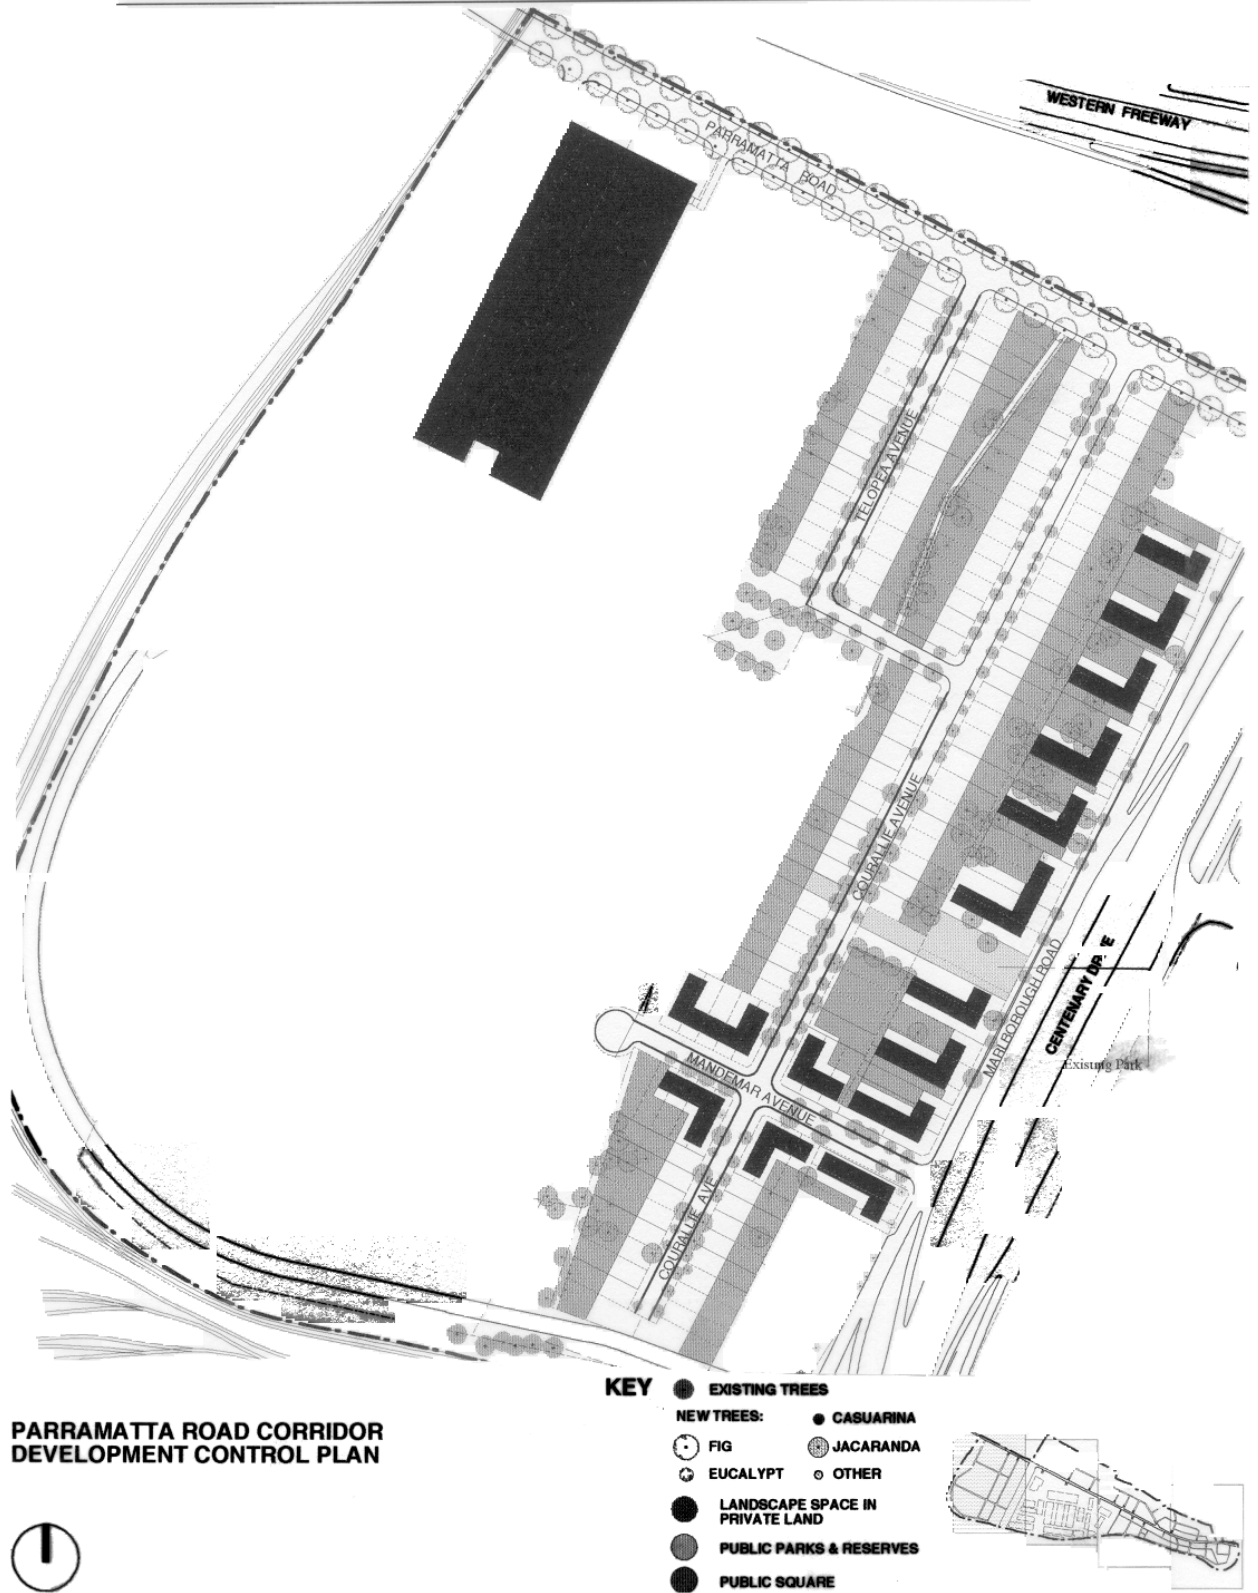 WESTERN FREEWAY
PARRAMATTA ROAD
TELOPEA AVENUE
COURALLIE AVENUE
MARLBOROUGH ROAD
CENTENARY DRIVE
Existing Park
MANDEMAR AVENUE
COURALLIE AVE
KEY
EXISTING TREES
NEW TREES:
CASUARINA
FIG
JACARANDA
EUCALYPT
OTHER
LANDSCAPE SPACE IN
PRIVATE LAND
PUBLIC PARKS & RESERVES
PUBLIC SQUARE
PARRAMATTA ROAD CORRIDOR
DEVELOPMENT CONTROL PLAN